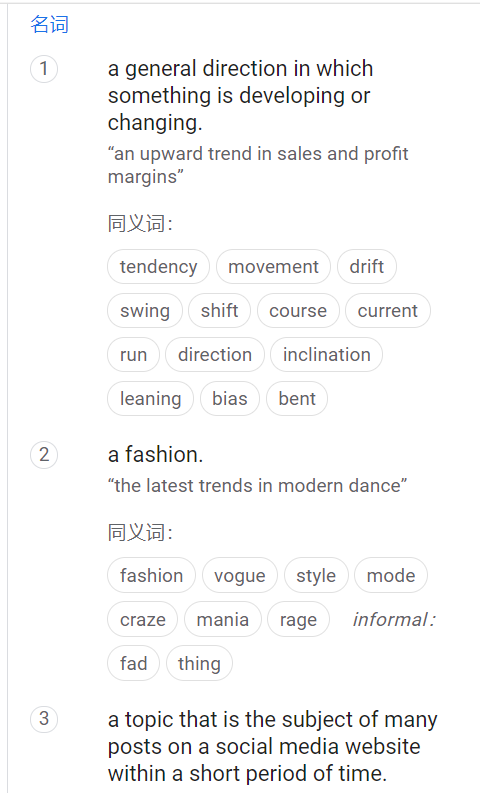 名词
1
a general direction in which
something is developing or
changing.
“an upward trend in sales and profit
margins”
同义词：
tendency movement drift
swing shift course current
run direction inclination
leaning bias bent
2
a fashion.
“the latest trends in modern dance”
同义词：
fashion vogue style mode
craze mania rage informal:
fad thing
3
a topic that is the subject of many
posts on a social media website
within a short period of time.